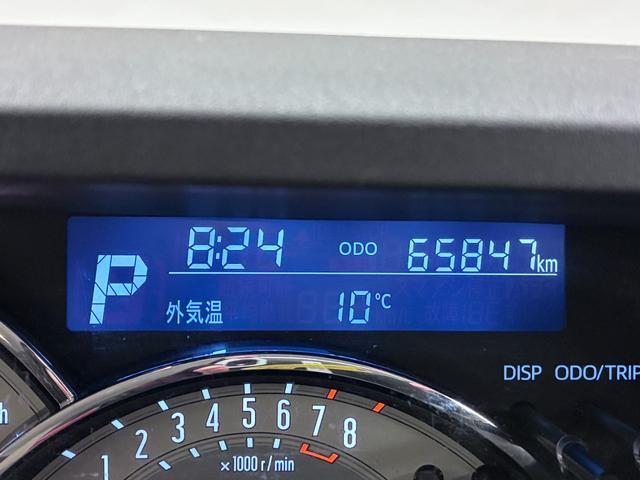 8:24 ODO 65847km
P
外気温 10℃
DISP ODO/TRIP
1 2 3 4 5 6 7 8
×1000 r/min
h